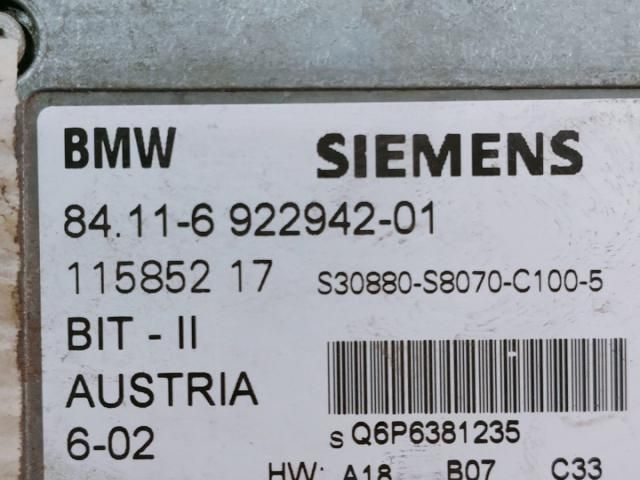 BMW SIEMENS
84.11-6 922942-01
115852 17 S30880-S8070-C100-5
BIT - II
AUSTRIA
6-02 S Q6P6381235
HW: A18 B07 C33